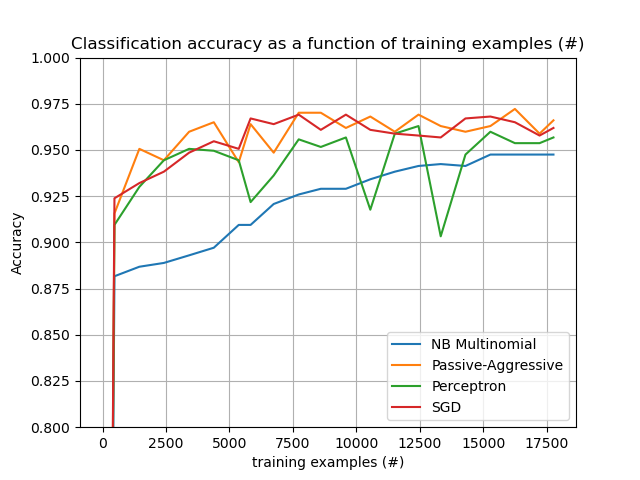 Classification accuracy as a function of training examples (#)
1.000
0.975
0.950
0.925
0.900
0.875
0.850
0.825
0.800
Accuracy
NB Multinomial
Passive-Aggressive
Perceptron
SGD
0 2500 5000 7500 10000 12500 15000 17500
training examples (#)